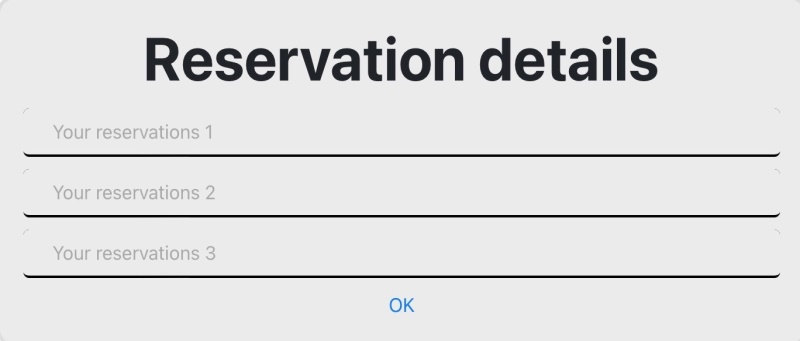 Reservation details
Your reservations 1
Your reservations 2
Your reservations 3
OK